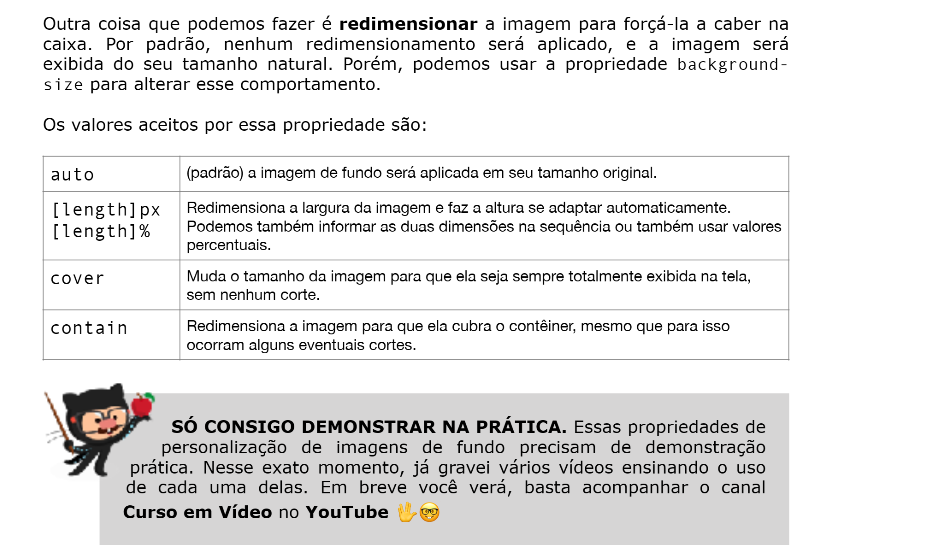 Outra coisa que podemos fazer é redimensionar a imagem para forçá-la a caber na
caixa. Por padrão, nenhum redimensionamento será aplicado, e a imagem será
exibida do seu tamanho natural. Porém, podemos usar a propriedade background-
size para alterar esse comportamento.
Os valores aceitos por essa propriedade são:
auto
(padrão) a imagem de fundo será aplicada em seu tamanho original.
[length]px
[length]%
Redimensiona a largura da imagem e faz a altura se adaptar automaticamente.
Podemos também informar as duas dimensões na sequência ou também usar valores
percentuais.
cover
Muda o tamanho da imagem para que ela seja sempre totalmente exibida na tela,
sem nenhum corte.
contain
Redimensiona a imagem para que ela cubra o contêiner, mesmo que para isso
ocorram alguns eventuais cortes.
SÓ CONSIGO DEMONSTRAR NA PRÁTICA. Essas propriedades de
personalização de imagens de fundo precisam de demonstração
prática. Nesse exato momento, já gravei vários vídeos ensinando o uso
de cada uma delas. Em breve você verá, basta acompanhar o canal
Curso em Vídeo no YouTube 🖖🤓